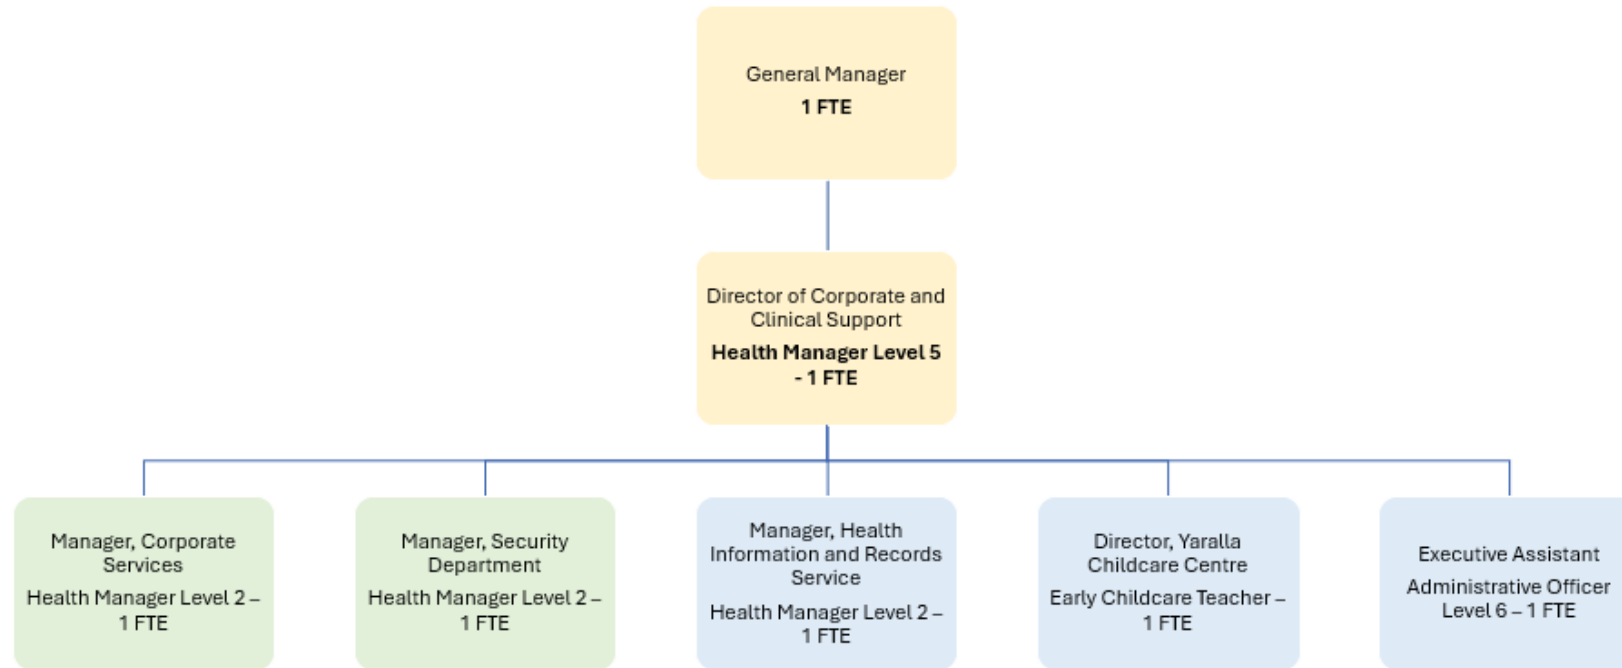 General Manager
1 FTE
Director of Corporate and
Clinical Support
Health Manager Level 5
- 1 FTE
Manager, Corporate
Services
Health Manager Level 2 –
1 FTE
Manager, Security
Department
Health Manager Level 2 –
1 FTE
Manager, Health
Information and Records
Service
Health Manager Level 2 –
1 FTE
Director, Yaralla
Childcare Centre
Early Childcare Teacher –
1 FTE
Executive Assistant
Administrative Officer
Level 6 – 1 FTE